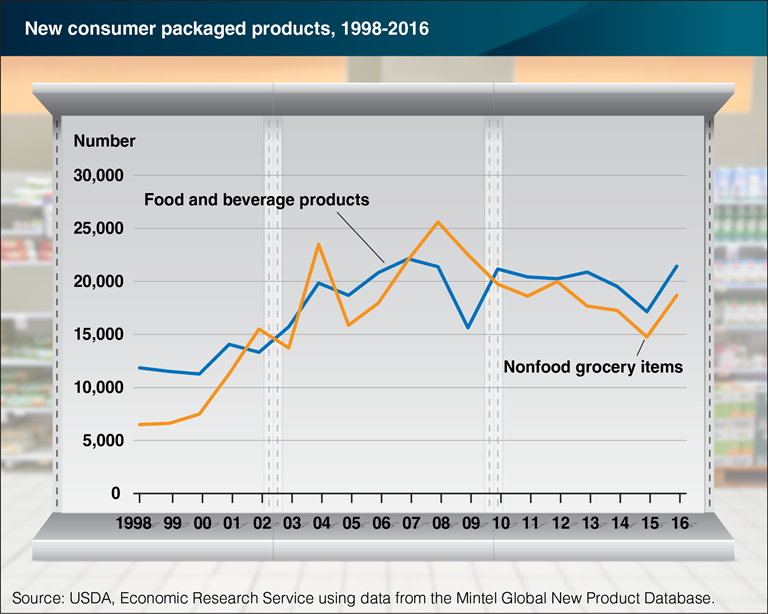 New consumer packaged products, 1998-2016
Number
30,000
Food and beverage products
25,000
20,000
15,000
Nonfood grocery items
10,000
5,000
0
1998 99 00 01 02 03 04 05 06 07 08 09 10 11 12 13 14 15 16
Source: USDA, Economic Research Service using data from the Mintel Global New Product Database.